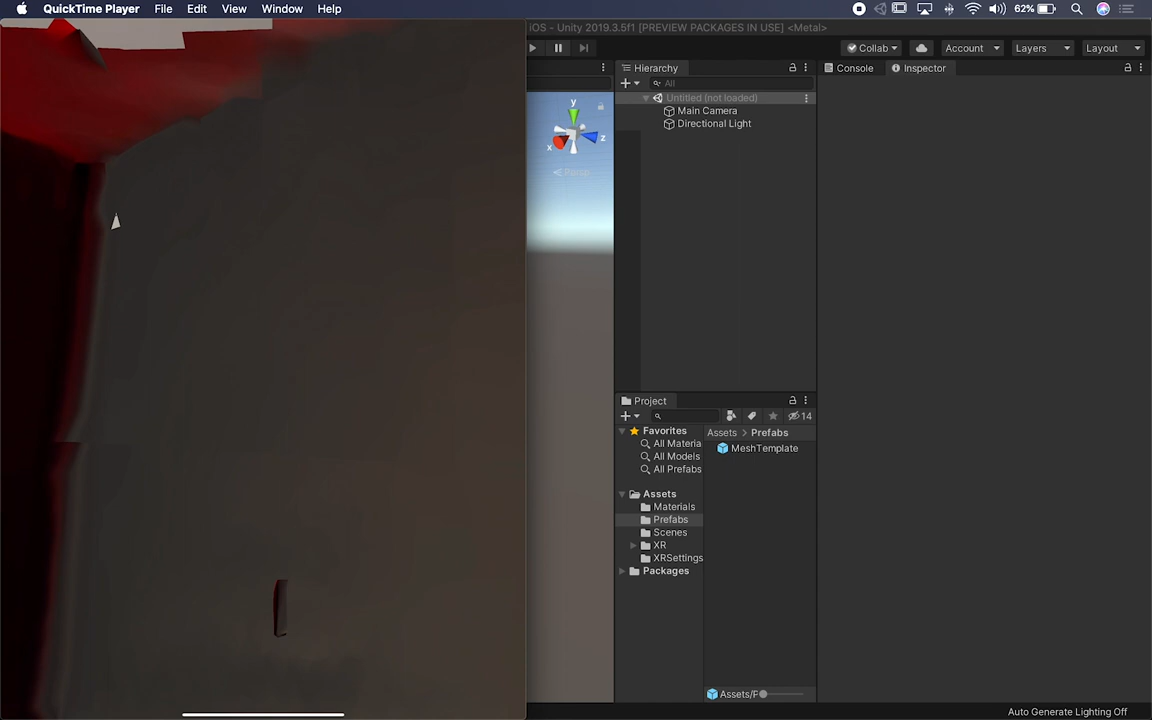 QuickTime Player File Edit View Window Help 62%
iOS - Unity 2019.3.5f1 [PREVIEW PACKAGES IN USE] <Metal>
Collab Account Layers Layout
Hierarchy Console Inspector
All
Untitled (not loaded)
Main Camera
Directional Light
y
x
z
Persp
Project
14
Favorites
All Materia
All Models
All Prefabs
Assets > Prefabs
MeshTemplate
Assets
Materials
Prefabs
Scenes
XR
XRSettings
Packages
Assets/P
Auto Generate Lighting Off